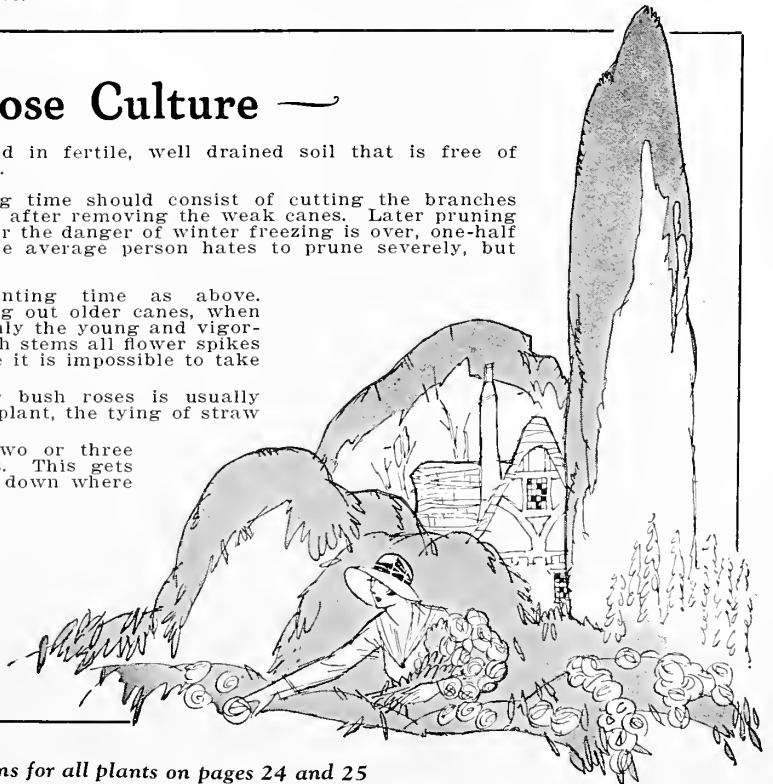 ose Culture
d in fertile, well drained soil that is free of
.
g time should consist of cutting the branches
after removing the weak canes. Later pruning
r the danger of winter freezing is over, one-half
e average person hates to prune severely, but
nting time as above.
g out older canes, when
ly the young and vigor-
h stems all flower spikes
e it is impossible to take
r bush roses is usually
plant, the tying of straw
wo or three
s. This gets
down where
ns for all plants on pages 24 and 25